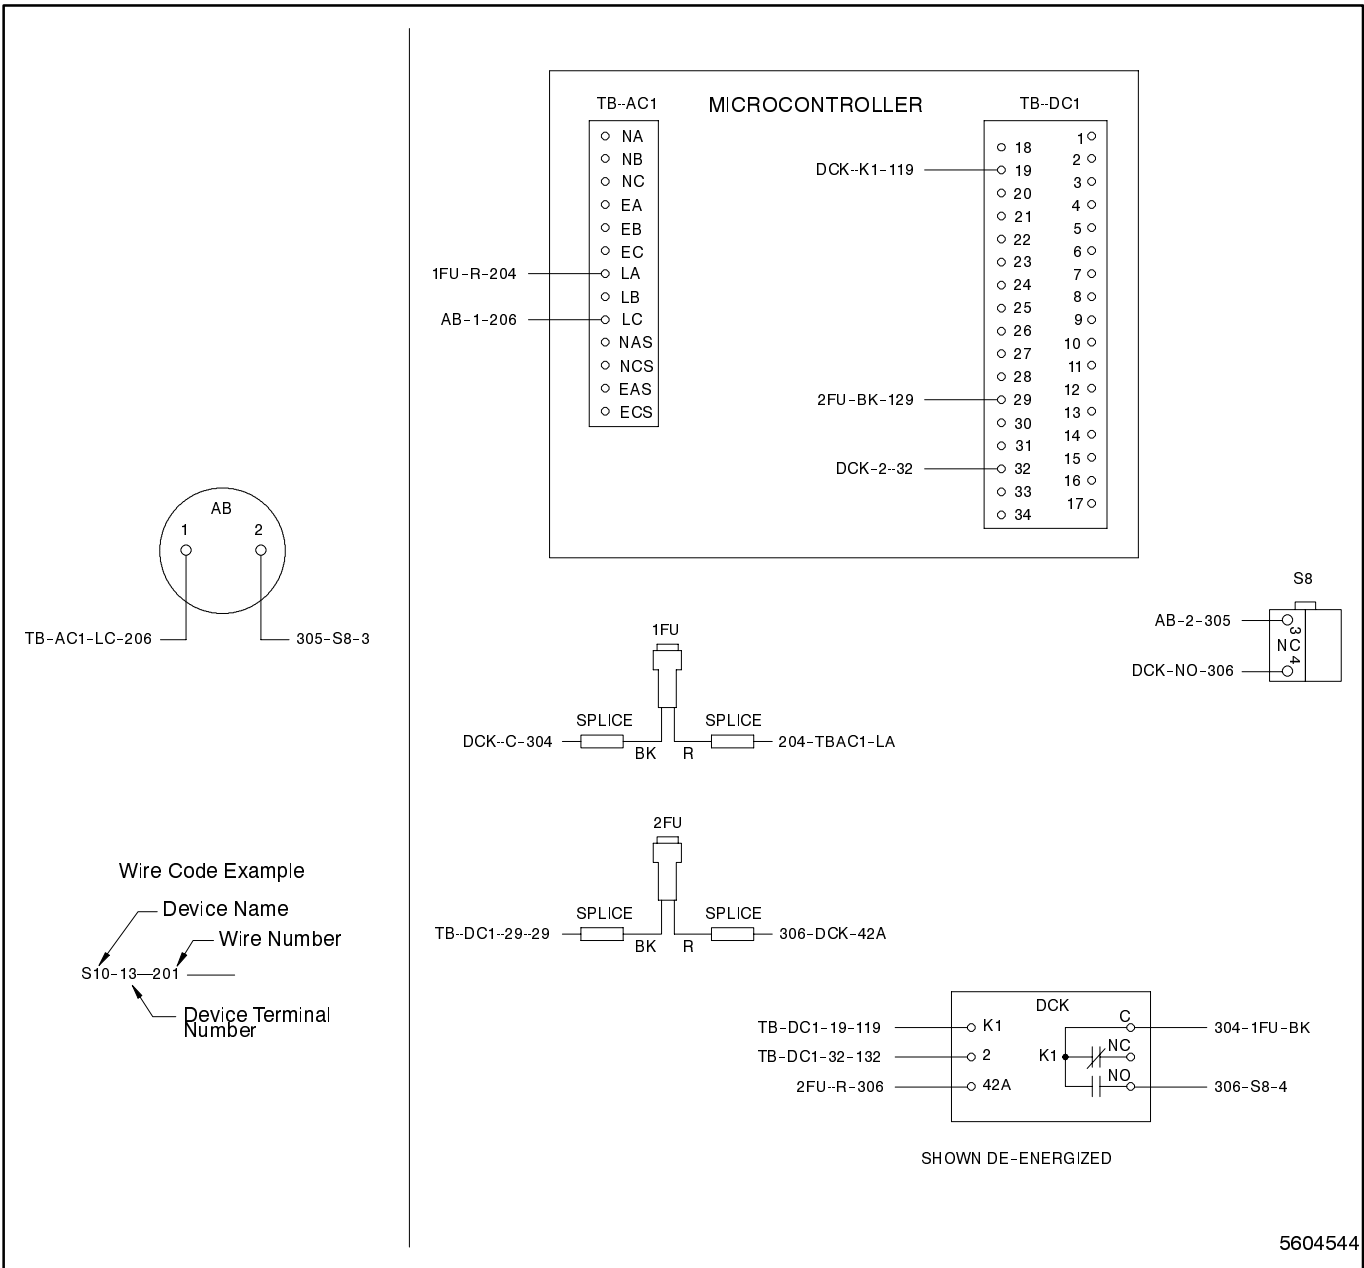 MICROCONTROLLER
TB--AC1
NA
NB
NC
EA
EB
EC
LA
LB
LC
NAS
NCS
EAS
ECS
1FU-R-204
AB-1-206
TB--DC1
18
19
20
21
22
23
24
25
26
27
28
29
30
31
32
33
34
1
2
3
4
5
6
7
8
9
10
11
12
13
14
15
16
17
DCK--K1-119
2FU-BK-129
DCK-2--32
AB
1 2
TB-AC1-LC-206
305-S8-3
S8
AB-2-305
DCK-NO-306
3
NC
4
1FU
SPLICE SPLICE
DCK--C-304
BK R
204-TBAC1-LA
2FU
SPLICE SPLICE
TB--DC1--29--29
BK R
306-DCK-42A
Wire Code Example
Device Name
Wire Number
S10-13—201
Device Terminal
Number
DCK
TB-DC1-19-119
K1
TB-DC1-32-132
2
2FU--R-306
42A
K1
C
NC
NO
304-1FU-BK
306-S8-4
SHOWN DE-ENERGIZED
5604544